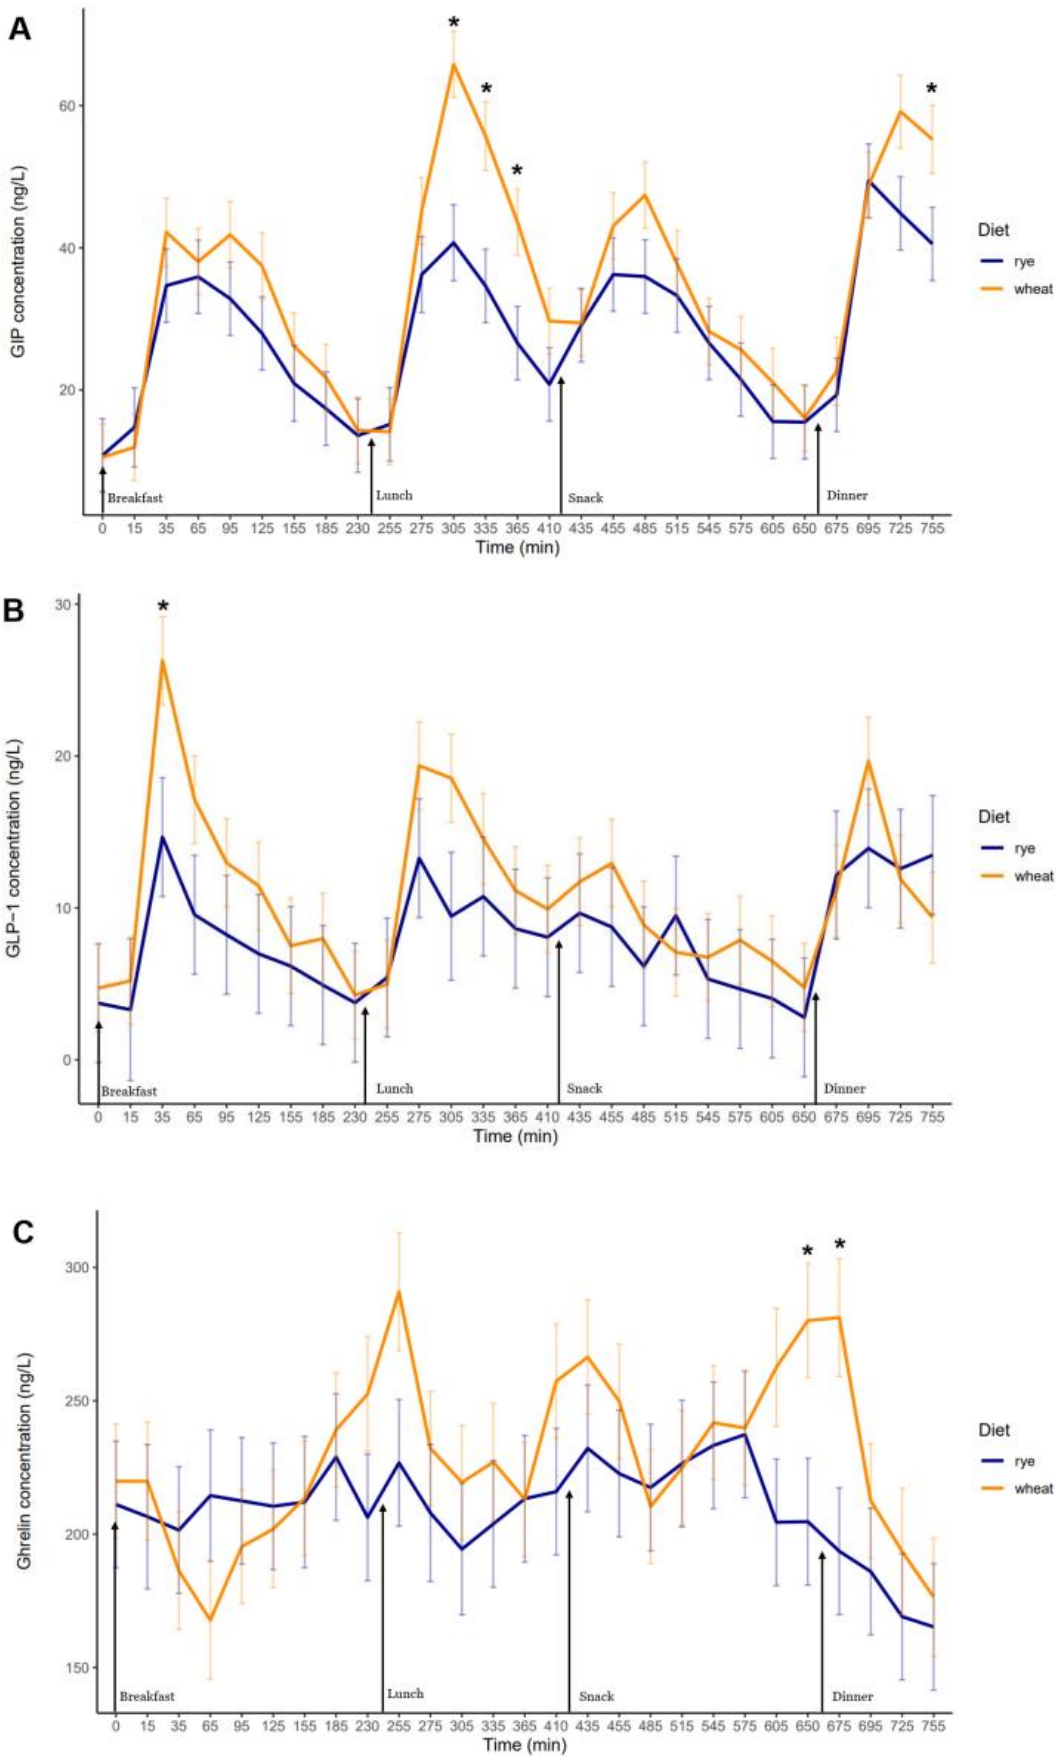 A
*
*
*
*
60
40
20
GIP concentration (ng/L)
Diet
rye
wheat
Breakfast
Lunch
Snack
Dinner
0 15 35 65 95 125 155 185 230 255 275 305 335 365 410 435 455 485 515 545 575 605 650 675 695 725 755
Time (min)
B
*
30
20
10
0
GLP−1 concentration (ng/L)
Diet
rye
wheat
Breakfast
Lunch
Snack
Dinner
0 15 35 65 95 125 155 185 230 255 275 305 335 365 410 435 455 485 515 545 575 605 650 675 695 725 755
Time (min)
C
* *
300
250
200
150
Ghrelin concentration (ng/L)
Diet
rye
wheat
Breakfast
Lunch
Snack
Dinner
0 15 35 65 95 125 155 185 230 255 275 305 335 365 410 435 455 485 515 545 575 605 650 675 695 725 755
Time (min)